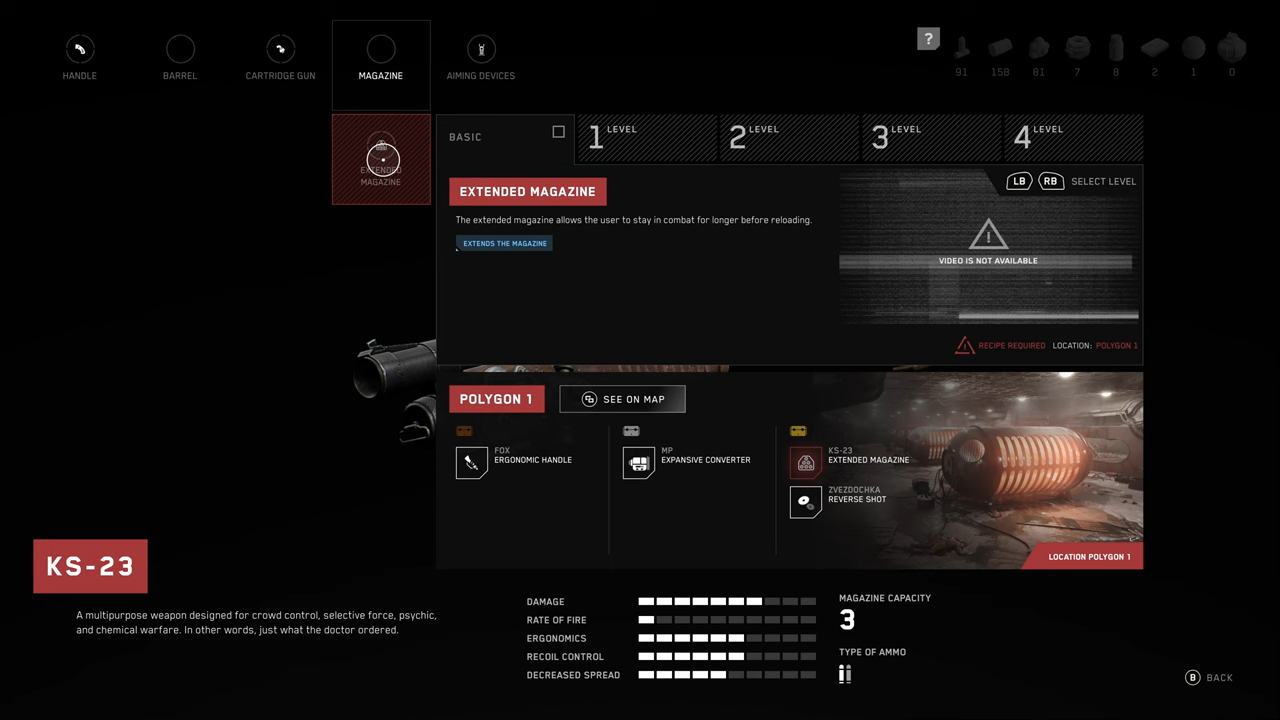 HANDLE
BARREL
CARTRIDGE GUN
MAGAZINE
AIMING DEVICES
?
91
158
81
7
8
2
1
0
EXTENDED
MAGAZINE
BASIC
1 LEVEL
2 LEVEL
3 LEVEL
4 LEVEL
EXTENDED MAGAZINE
LB RB SELECT LEVEL
The extended magazine allows the user to stay in combat for longer before reloading.
EXTENDS THE MAGAZINE
VIDEO IS NOT AVAILABLE
RECIPE REQUIRED LOCATION: POLYGON 1
POLYGON 1
SEE ON MAP
FOX
ERGONOMIC HANDLE
MP
EXPANSIVE CONVERTER
KS-23
EXTENDED MAGAZINE
ZVEZDOCHKA
REVERSE SHOT
LOCATION POLYGON 1
KS-23
A multipurpose weapon designed for crowd control, selective force, psychic,
and chemical warfare. In other words, just what the doctor ordered.
DAMAGE
RATE OF FIRE
ERGONOMICS
RECOIL CONTROL
DECREASED SPREAD
MAGAZINE CAPACITY
3
TYPE OF AMMO
B BACK